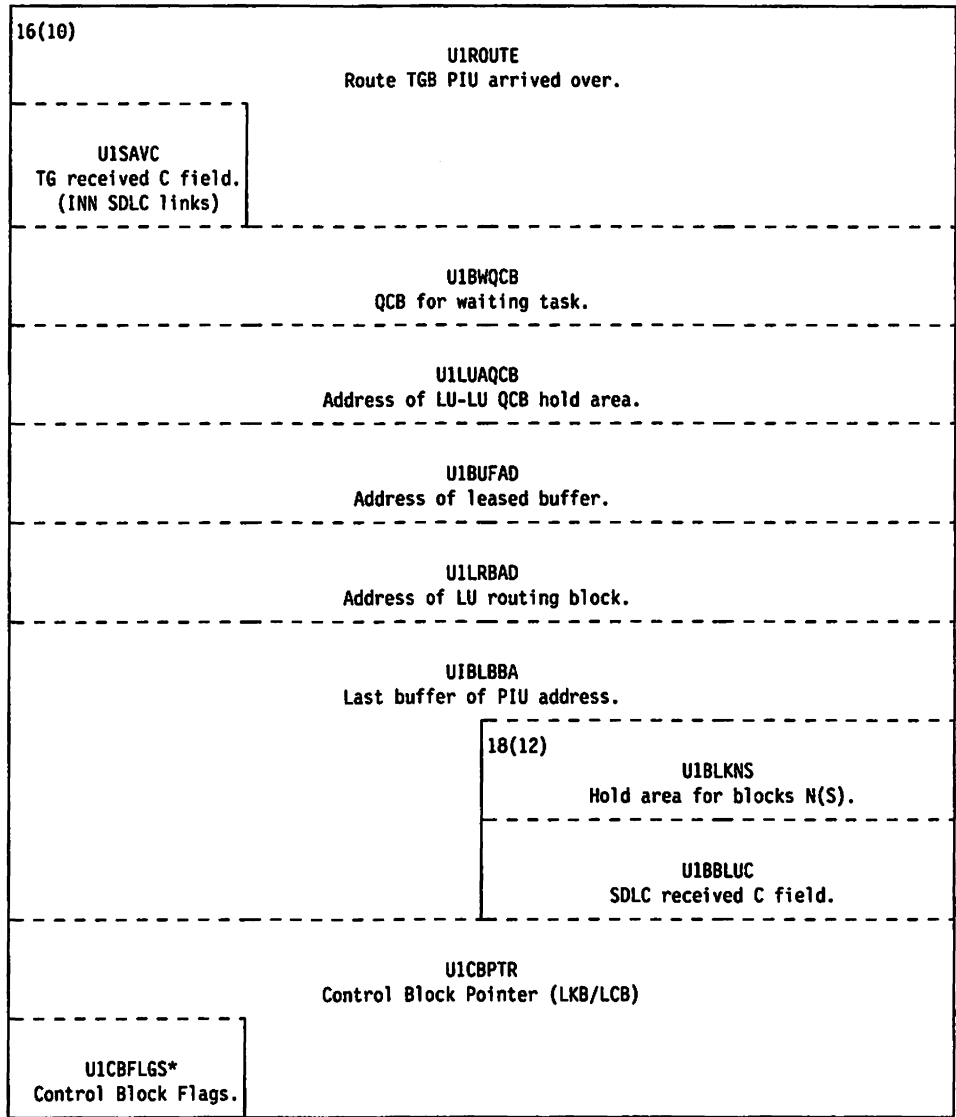 16(10)
U1ROUTE
Route TGB PIU arrived over.
U1SAVC
TG received C field.
(INN SDLC links)
U1BWQCB
QCB for waiting task.
U1LUAQCB
Address of LU-LU QCB hold area.
U1BUFAD
Address of leased buffer.
U1LRBAD
Address of LU routing block.
UIBLBBA
Last buffer of PIU address.
18(12)
U1BLKNS
Hold area for blocks N(S).
U1BBLUC
SDLC received C field.
U1CBPTR
Control Block Pointer (LKB/LCB)
U1CBFLGS*
Control Block Flags.